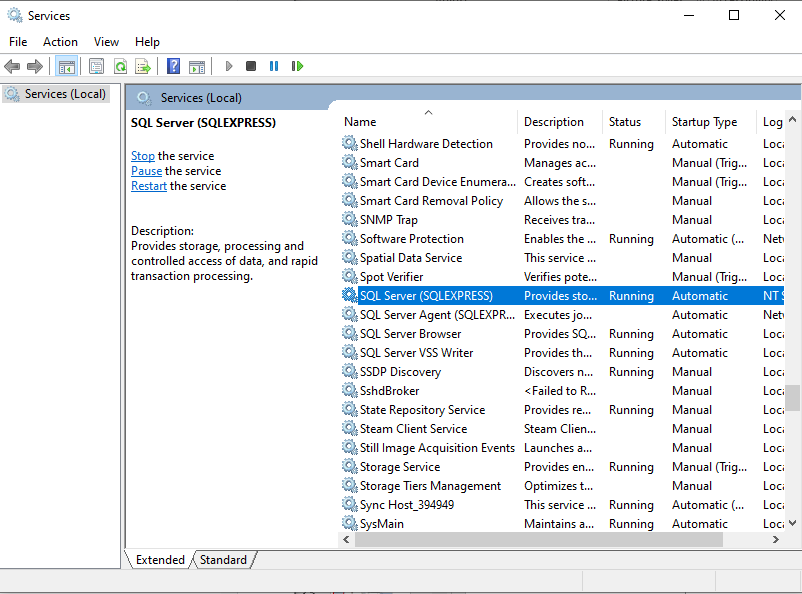 Services
File Action View Help
Services (Local)
Services (Local)
SQL Server (SQLEXPRESS)
Stop the service
Pause the service
Restart the service
Description:
Provides storage, processing and
controlled access of data, and rapid
transaction processing.
Name Description Status Startup Type Log
Shell Hardware Detection Provides no... Running Automatic Loca
Smart Card Manages ac... Manual (Trig... Loca
Smart Card Device Enumera... Creates soft... Manual (Trig... Loca
Smart Card Removal Policy Allows the s... Manual Loca
SNMP Trap Receives tra... Manual Loca
Software Protection Enables the ... Running Automatic (... Netw
Spatial Data Service This service ... Manual Loca
Spot Verifier Verifies pote... Manual (Trig... Loca
SQL Server (SQLEXPRESS) Provides sto... Running Automatic NT S
SQL Server Agent (SQLEXPR... Executes jo... Automatic Netw
SQL Server Browser Provides SQ... Running Automatic Loca
SQL Server VSS Writer Provides th... Running Automatic Loca
SSDP Discovery Discovers n... Running Manual Loca
SshdBroker <Failed to R... Manual Loca
State Repository Service Provides re... Running Manual Loca
Steam Client Service Steam Clien... Manual Loca
Still Image Acquisition Events Launches a... Manual Loca
Storage Service Provides en... Running Manual (Trig... Loca
Storage Tiers Management Optimizes t... Manual Loca
Sync Host_394949 This service ... Running Automatic (... Loca
SysMain Maintains a... Running Automatic Loca
Extended Standard